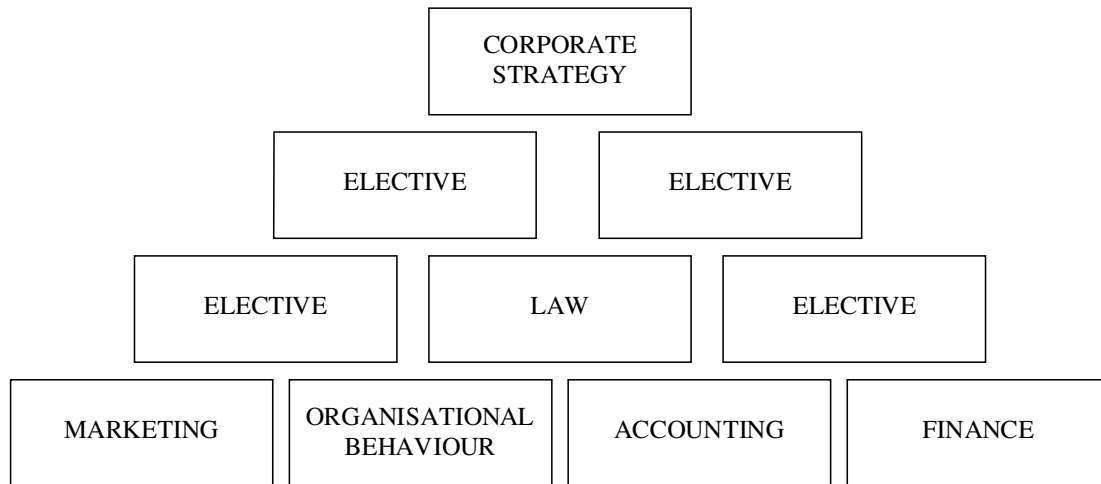 CORPORATE
STRATEGY
ELECTIVE
ELECTIVE
ELECTIVE
LAW
ELECTIVE
MARKETING
ORGANISATIONAL
BEHAVIOUR
ACCOUNTING
FINANCE